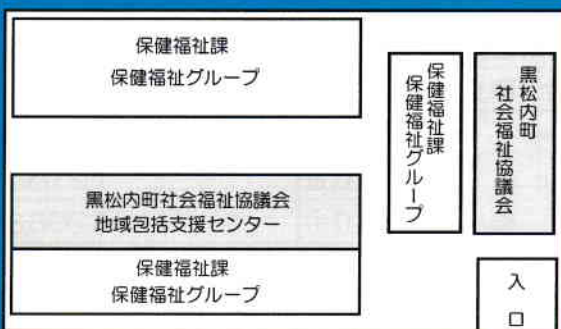 保健福祉課
保健福祉グループ
保健福祉課
保健福祉グループ
黒松内町
社会福祉協議会
黒松内町社会福祉協議会
地域包括支援センター
保健福祉課
保健福祉グループ
入口